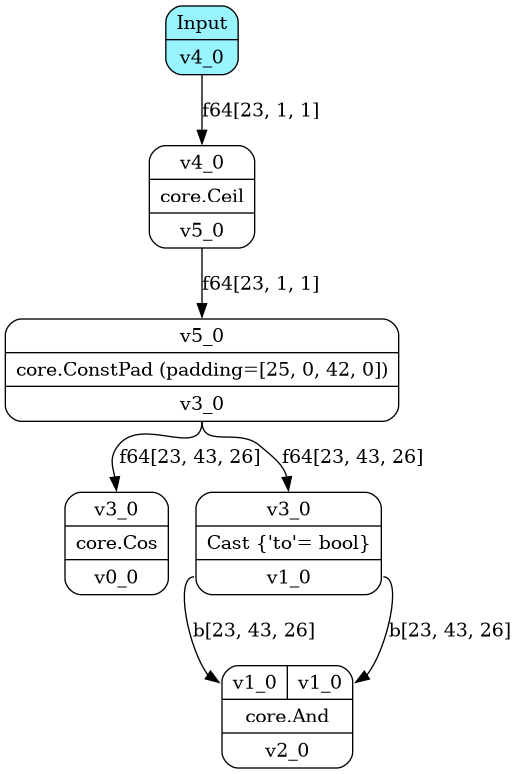 Input
v4_0
f64[23, 1, 1]
v4_0
core.Ceil
v5_0
f64[23, 1, 1]
v5_0
core.ConstPad (padding=[25, 0, 42, 0])
v3_0
f64[23, 43, 26] f64[23, 43, 26]
v3_0 v3_0
core.Cos Cast {'to'= bool}
v0_0 v1_0
b[23, 43, 26] b[23, 43, 26]
v1_0 v1_0
core.And
v2_0